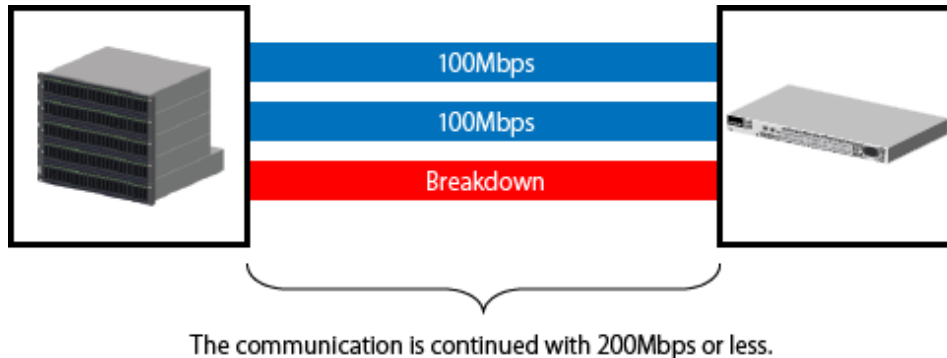 100Mbps
100Mbps
Breakdown
The communication is continued with 200Mbps or less.